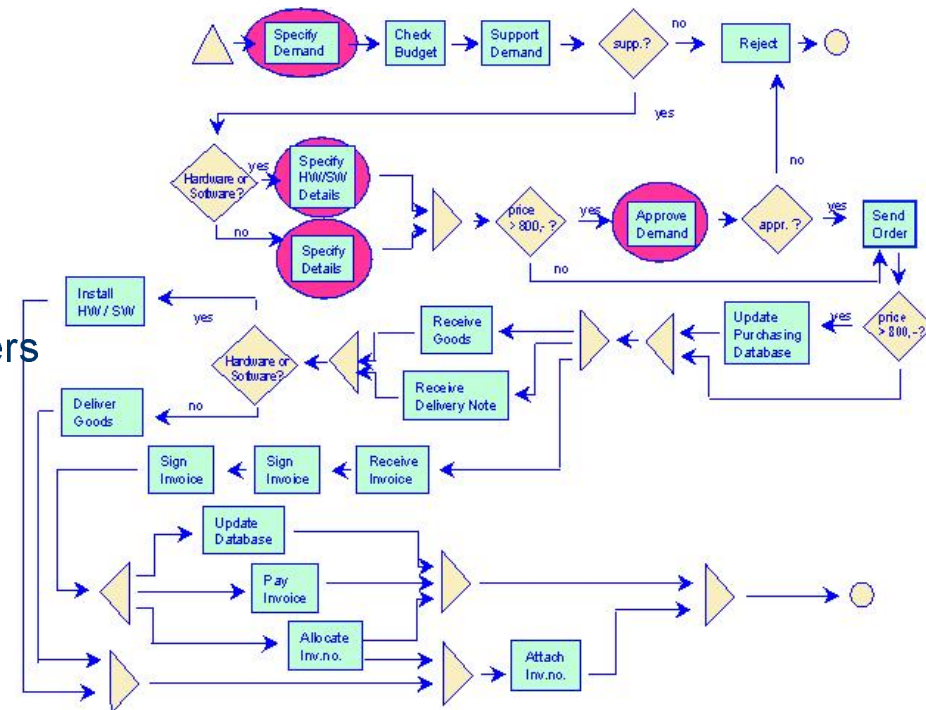 Specify
Demand
Check
Budget
Support
Demand
supp.?
no
Reject
yes
no
Hardware or
Software?
yes
Specify
HW/SW
Details
no
Specify
Details
price
> 800,- ?
yes
Approve
Demand
appr. ?
yes
Send
Order
no
Install
HW / SW
yes
Receive
Goods
Update
Purchasing
Database
yes
price
> 800,-?
ers
Hardware or
Software?
Receive
Delivery Note
Deliver
Goods
no
Sign
Invoice
Sign
Invoice
Receive
Invoice
Update
Database
Pay
Invoice
Allocate
Inv.no.
Attach
Inv.no.